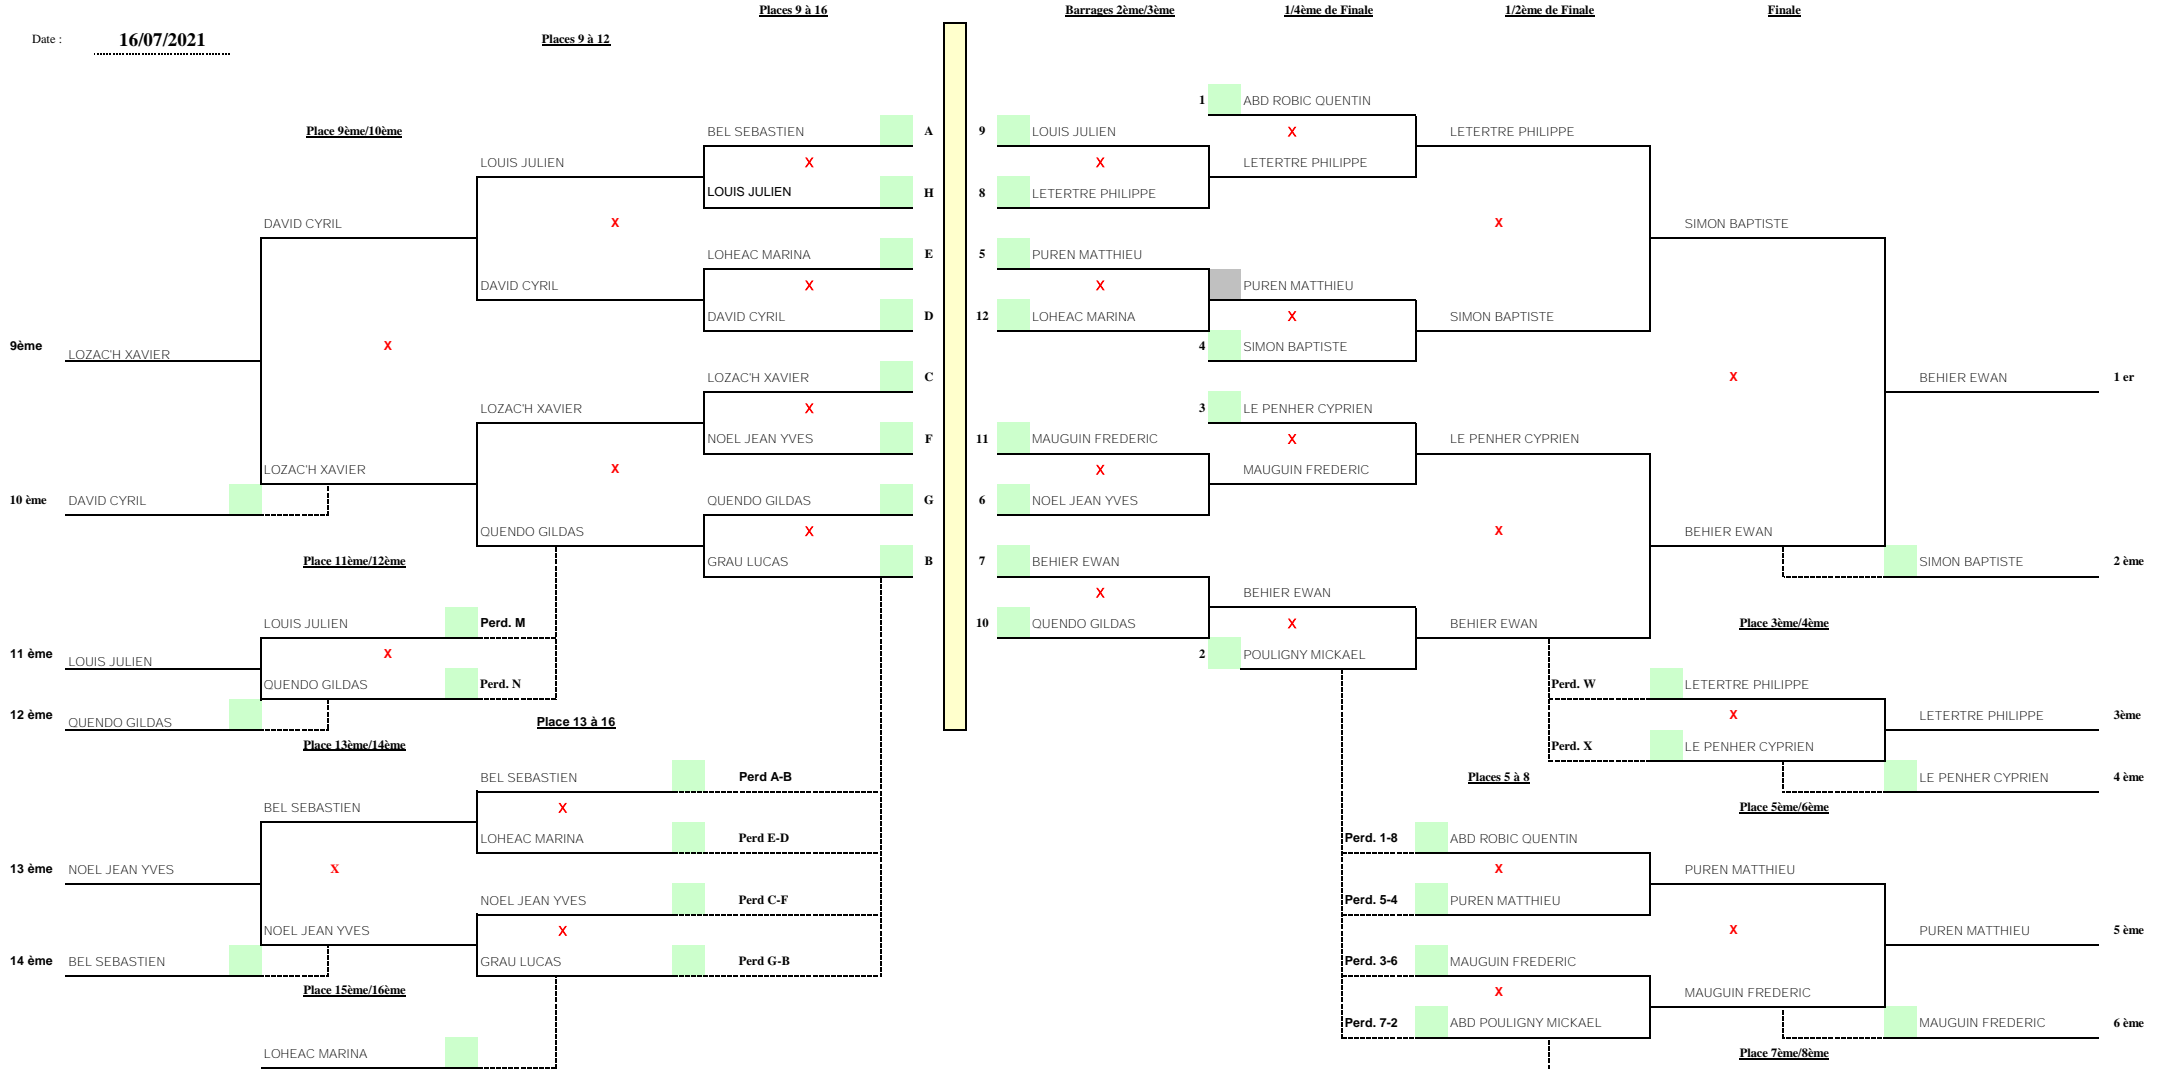 Places 9 à 16 Barrages 2ème/3ème 1/4ème de Finale 1/2ème de Finale Finale
Date : 16/07/2021 Places 9 à 12
1 ABD ROBIC QUENTIN
Place 9ème/10ème BEL SEBASTIEN A 9 LOUIS JULIEN X LETERTRE PHILIPPE
LOUIS JULIEN X X LETERTRE PHILIPPE
LOUIS JULIEN H 8 LETERTRE PHILIPPE
DAVID CYRIL X X SIMON BAPTISTE
LOHEAC MARINA E 5 PUREN MATTHIEU
DAVID CYRIL X X PUREN MATTHIEU
DAVID CYRIL D 12 LOHEAC MARINA X SIMON BAPTISTE
9ème LOZAC'H XAVIER X 4 SIMON BAPTISTE
LOZAC'H XAVIER C X BEHIER EWAN 1 er
LOZAC'H XAVIER X 3 LE PENHER CYPRIEN
NOEL JEAN YVES F 11 MAUGUIN FREDERIC X LE PENHER CYPRIEN
LOZAC'H XAVIER X X MAUGUIN FREDERIC
10 ème DAVID CYRIL QUENDO GILDAS G 6 NOEL JEAN YVES
QUENDO GILDAS X X BEHIER EWAN
Place 11ème/12ème GRAU LUCAS B 7 BEHIER EWAN SIMON BAPTISTE 2 ème
X BEHIER EWAN
LOUIS JULIEN Perd. M 10 QUENDO GILDAS X BEHIER EWAN Place 3ème/4ème
11 ème LOUIS JULIEN X 2 POULIGNY MICKAEL
QUENDO GILDAS Perd. N Perd. W LETERTRE PHILIPPE
12 ème QUENDO GILDAS Place 13 à 16 X LETERTRE PHILIPPE 3ème
Place 13ème/14ème Perd. X LE PENHER CYPRIEN
BEL SEBASTIEN Perd A-B Places 5 à 8 LE PENHER CYPRIEN 4 ème
BEL SEBASTIEN X Place 5ème/6ème
LOHEAC MARINA Perd E-D Perd. 1-8 ABD ROBIC QUENTIN
13 ème NOEL JEAN YVES X X PUREN MATTHIEU
NOEL JEAN YVES Perd C-F Perd. 5-4 PUREN MATTHIEU
NOEL JEAN YVES X X PUREN MATTHIEU 5 ème
14 ème BEL SEBASTIEN GRAU LUCAS Perd G-B Perd. 3-6 MAUGUIN FREDERIC
Place 15ème/16ème X MAUGUIN FREDERIC
Perd. 7-2 ABD POULIGNY MICKAEL MAUGUIN FREDERIC 6 ème
LOHEAC MARINA Place 7ème/8ème